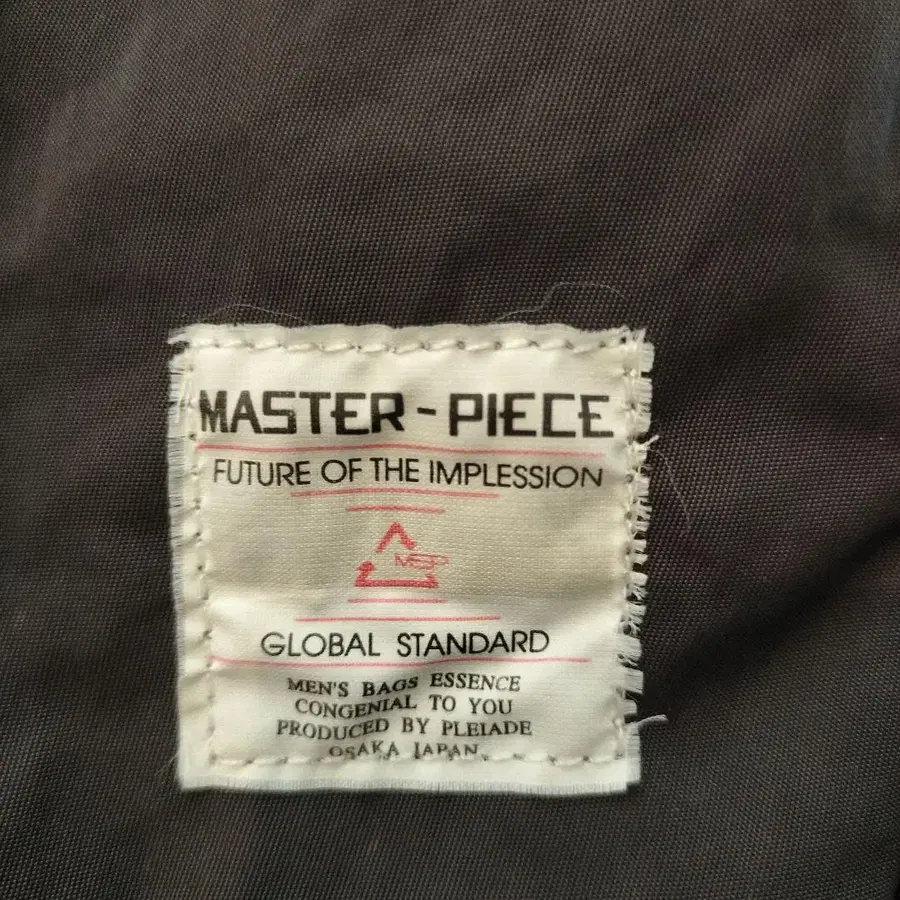 MASTER-PIECE
FUTURE OF THE IMPLESSION
MSP
GLOBAL STANDARD
MEN'S BAGS ESSENCE
CONGENIAL TO YOU
PRODUCED BY PLEIADE
OSAKA JAPAN